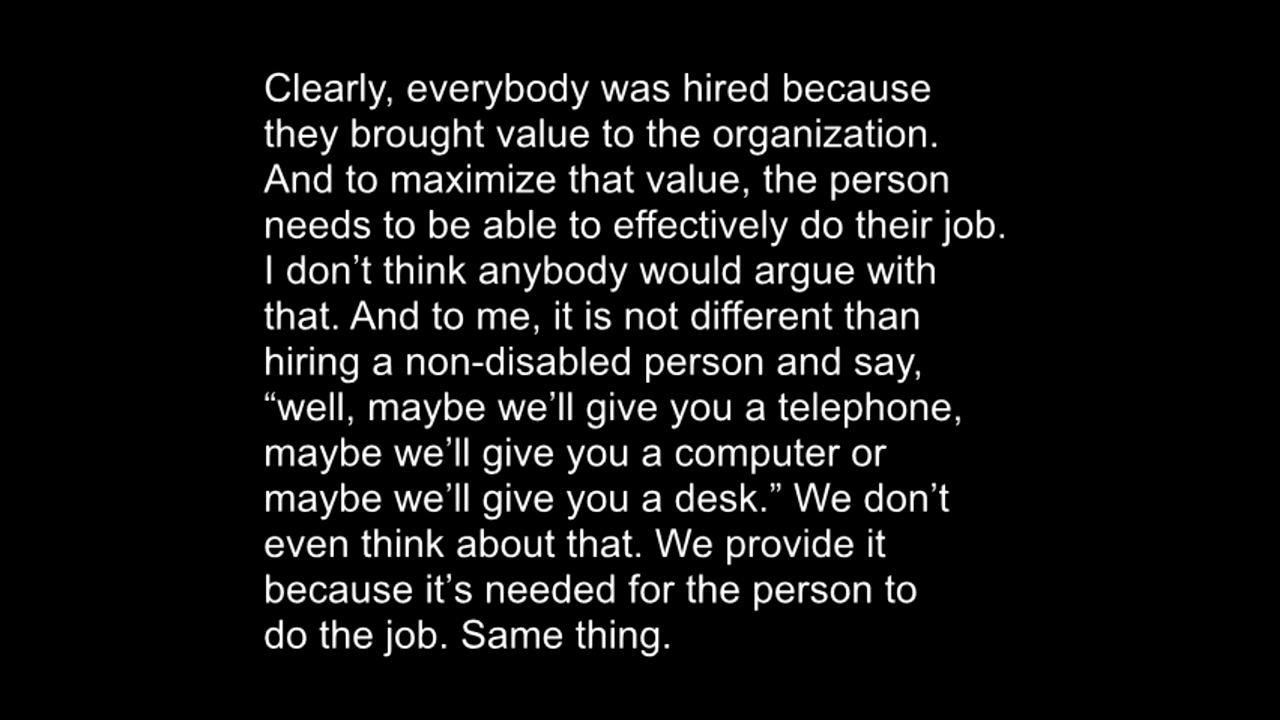 Clearly, everybody was hired because
they brought value to the organization.
And to maximize that value, the person
needs to be able to effectively do their job.
I don’t think anybody would argue with
that. And to me, it is not different than
hiring a non-disabled person and say,
“well, maybe we’ll give you a telephone,
maybe we’ll give you a computer or
maybe we’ll give you a desk.” We don’t
even think about that. We provide it
because it’s needed for the person to
do the job. Same thing.